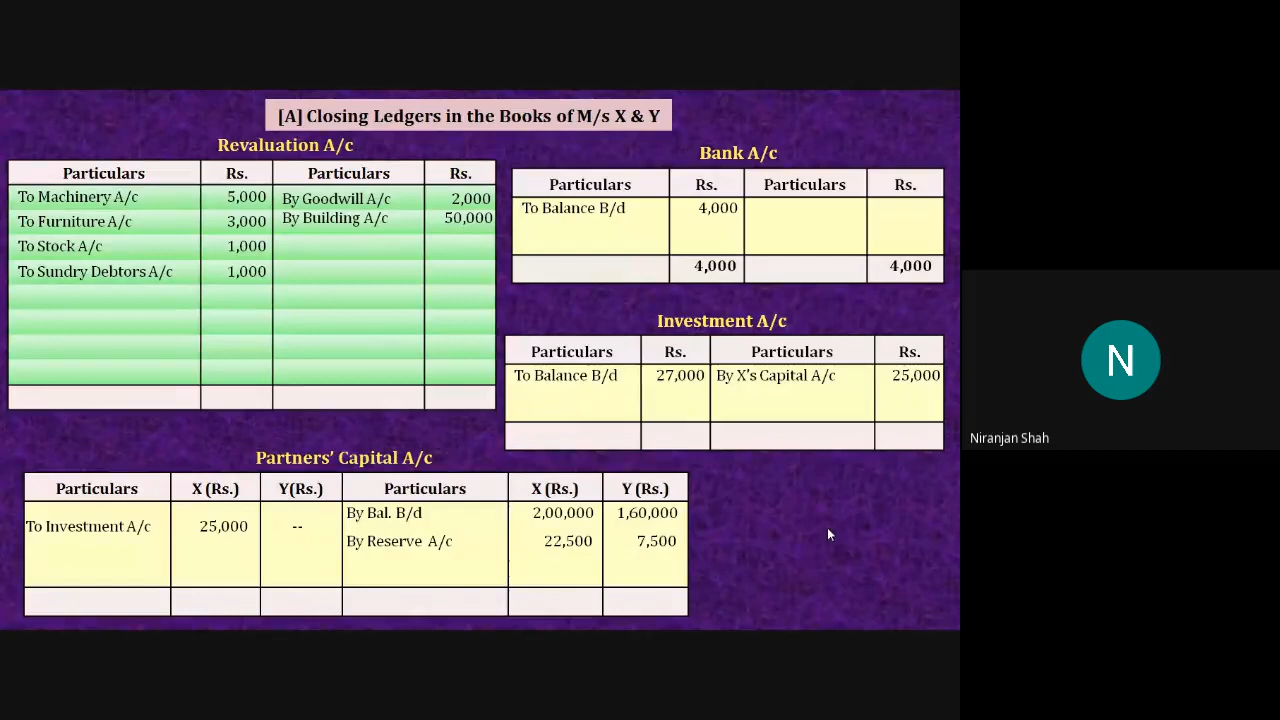 [A] Closing Ledgers in the Books of M/s X & Y
Revaluation A/c
Particulars Rs. Particulars Rs.
To Machinery A/c 5,000 By Goodwill A/c 2,000
To Furniture A/c 3,000 By Building A/c 50,000
To Stock A/c 1,000
To Sundry Debtors A/c 1,000
Bank A/c
Particulars Rs. Particulars Rs.
To Balance B/d 4,000
4,000 4,000
Investment A/c
Particulars Rs. Particulars Rs.
To Balance B/d 27,000 By X's Capital A/c 25,000
Partners' Capital A/c
Particulars X (Rs.) Y(Rs.) Particulars X (Rs.) Y (Rs.)
By Bal. B/d 2,00,000 1,60,000
To Investment A/c 25,000 --
By Reserve A/c 22,500 7,500
N
Niranjan Shah